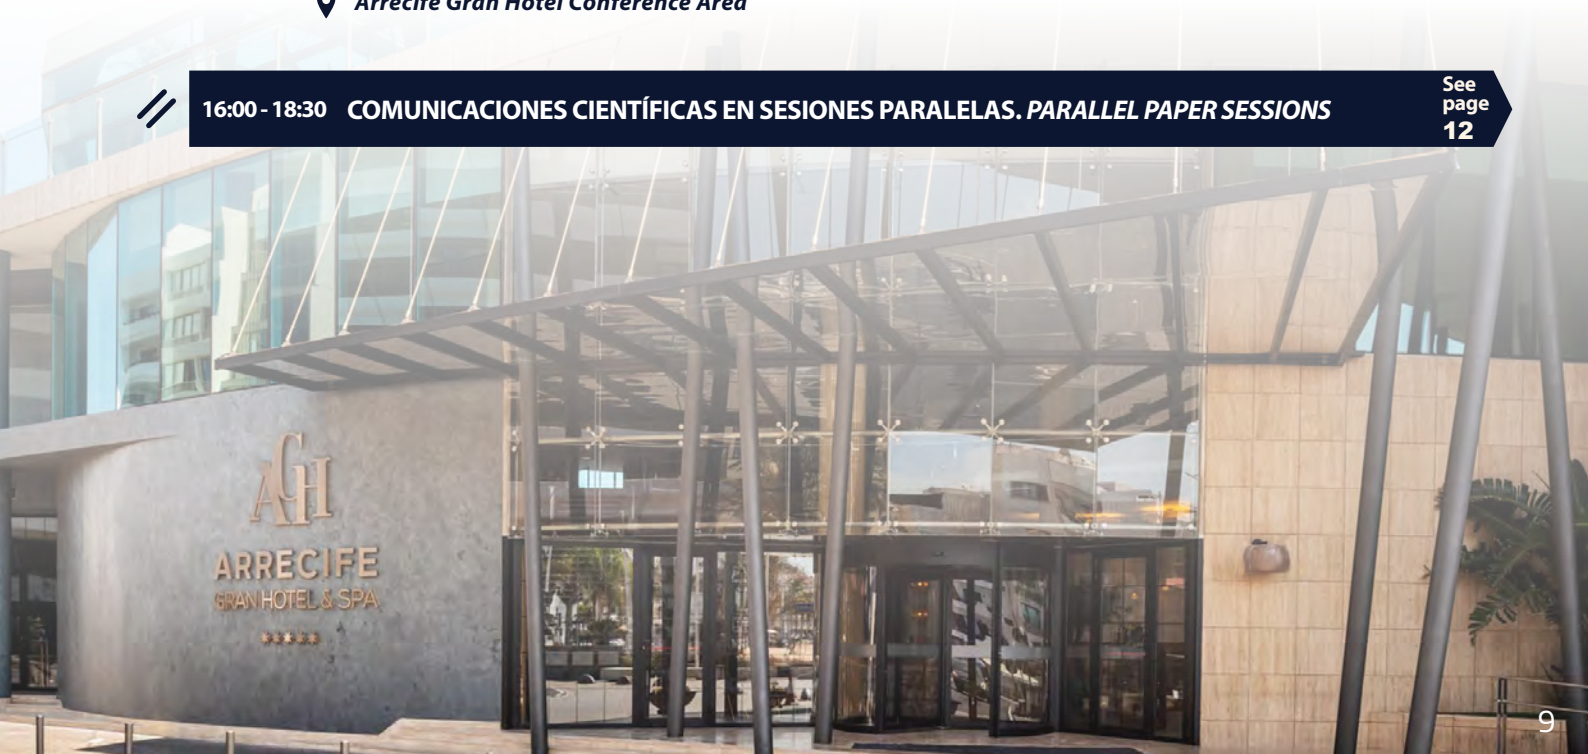 Arrecife Gran Hotel Conference Area
16:00 - 18:30 COMUNICACIONES CIENTÍFICAS EN SESIONES PARALELAS. PARALLEL PAPER SESSIONS
See
page
12
AGH
ARRECIFE
GRAN HOTEL & SPA
9